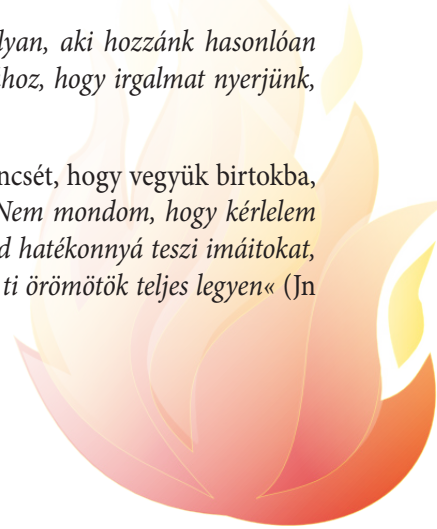 lyan, aki hozzánk hasonlóan
hoz, hogy irgalmat nyerjünk,
ncsét, hogy vegyük birtokba,
Nem mondom, hogy kérlelem
d hatékonnyá teszi imáitokat,
ti örömötök teljes legyen« (Jn